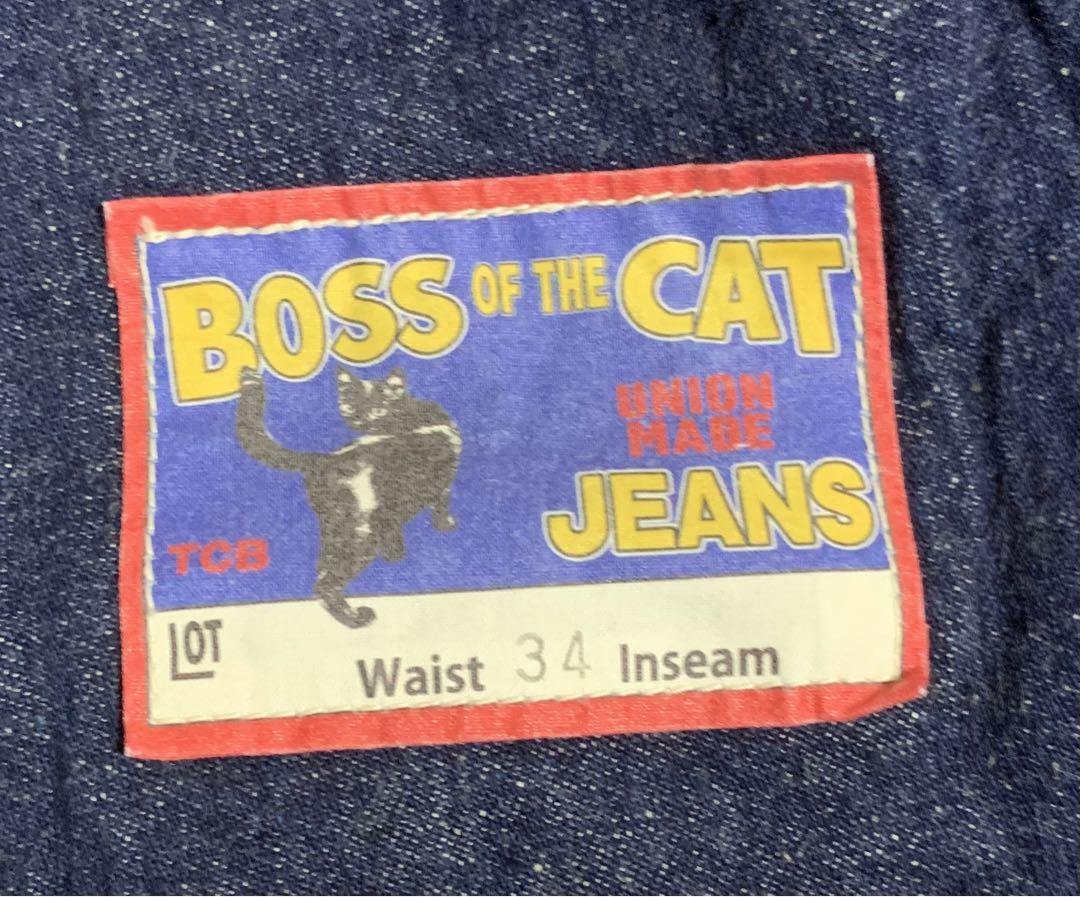 BOSS OF THE CAT
UNION
MADE
JEANS
TCB
LOT
Waist 34 Inseam